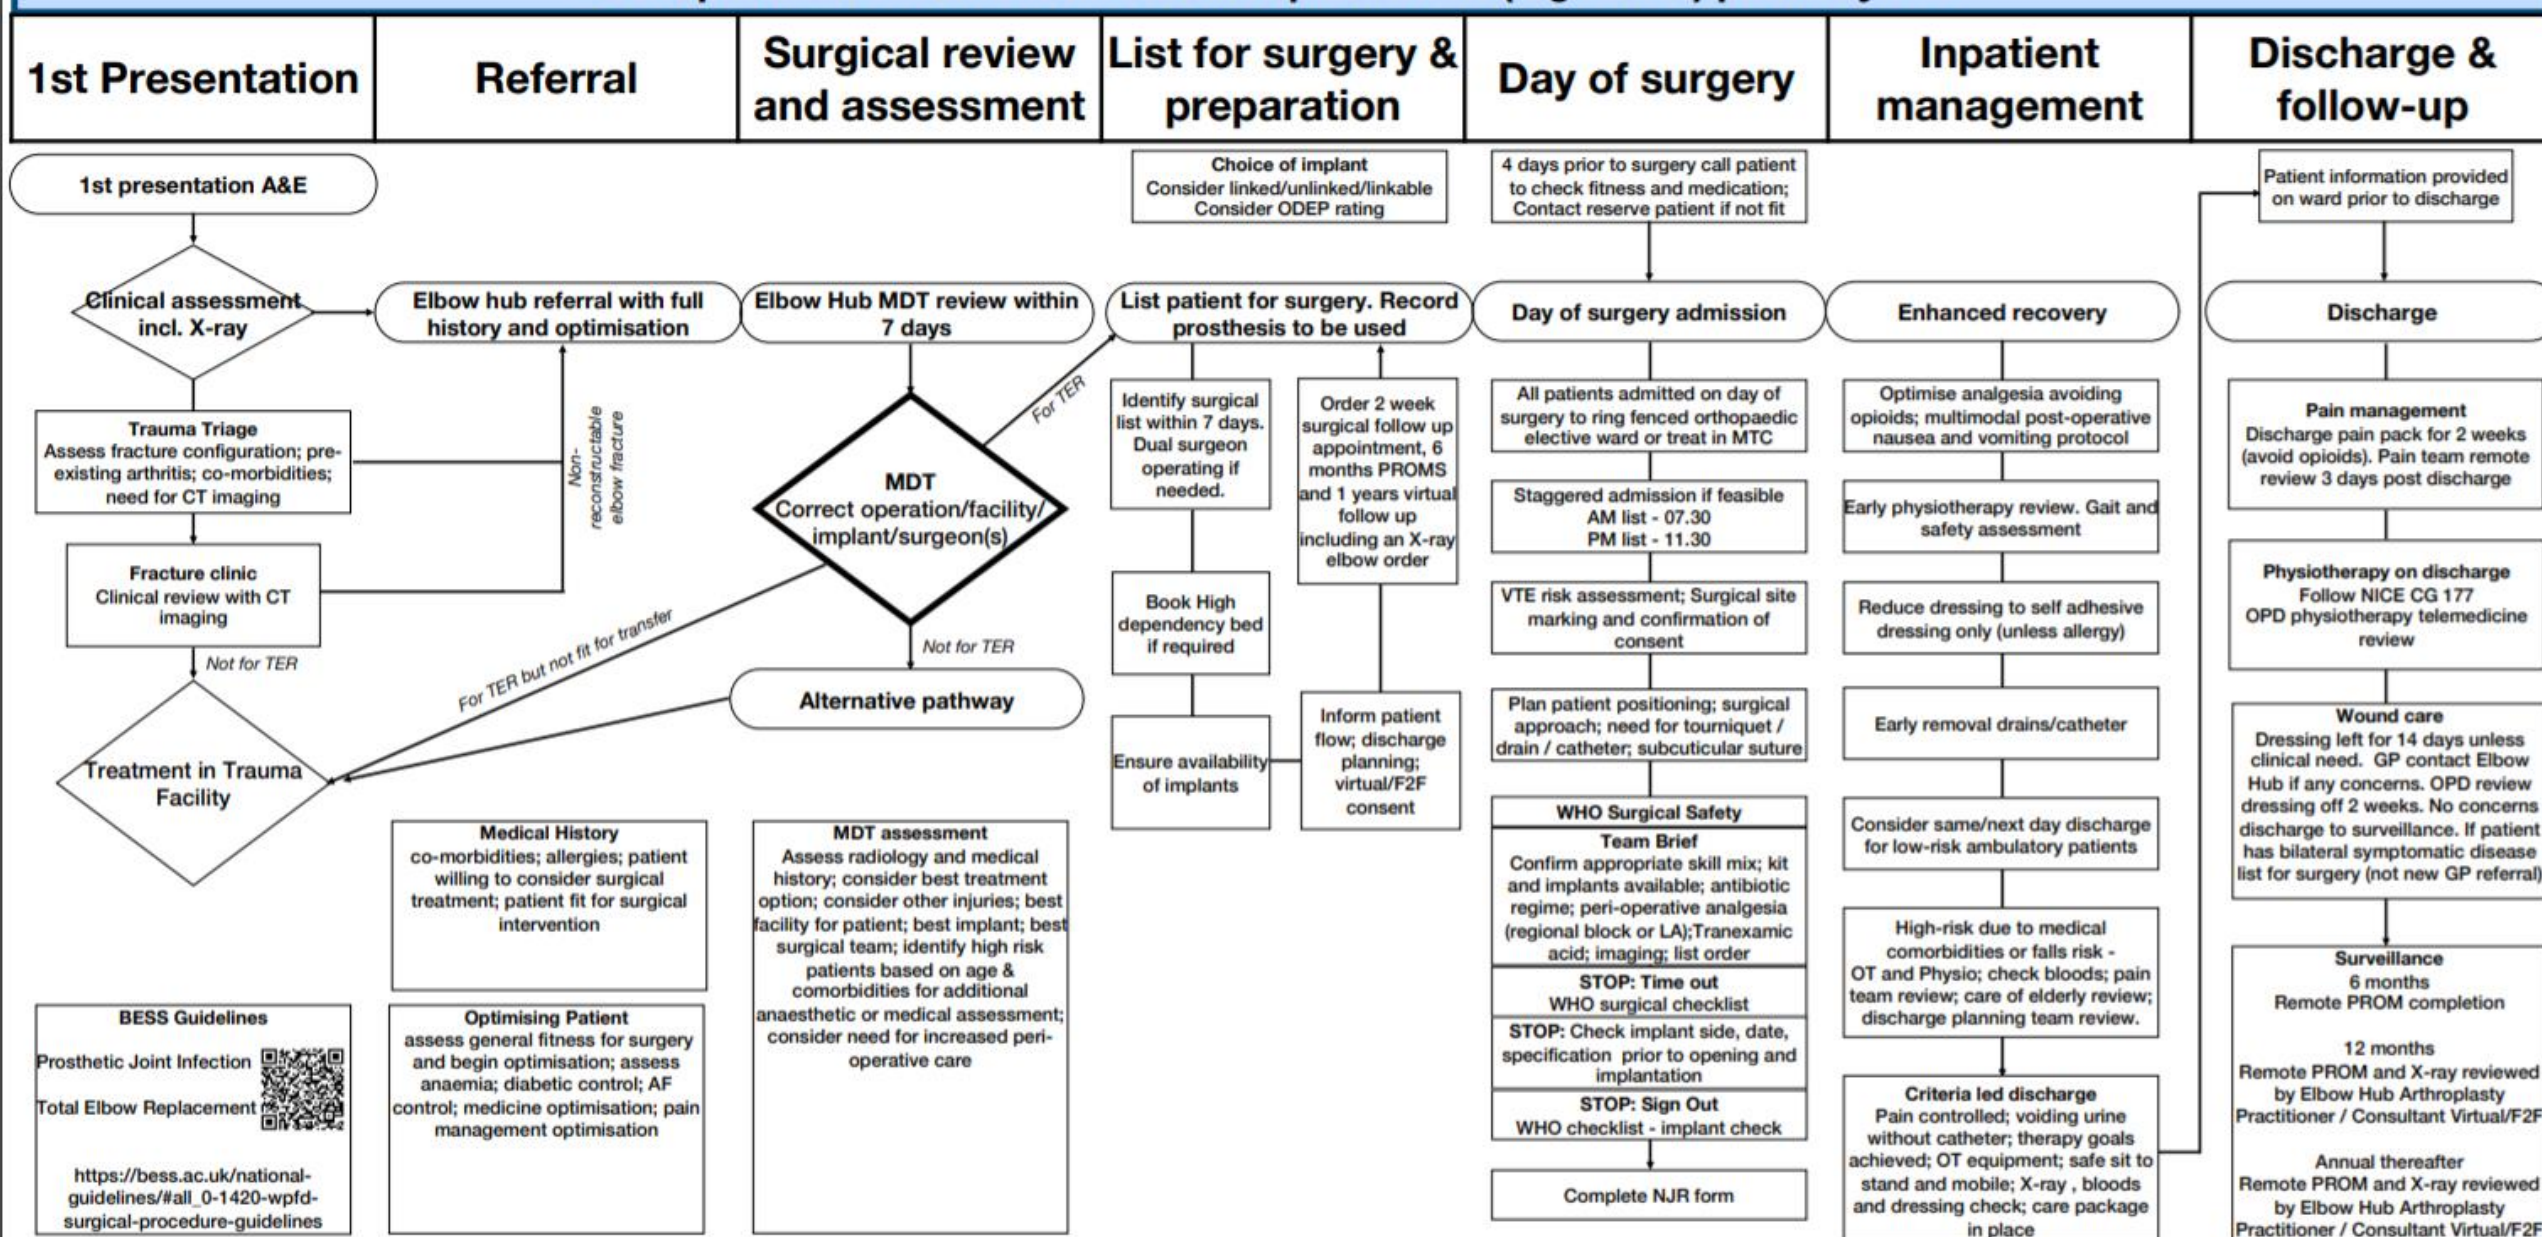 1st Presentation
Referral
Surgical review
and assessment
List for surgery &
preparation
Day of surgery
Inpatient
management
Discharge &
follow-up
1st presentation A&E
Clinical assessment
incl. X-ray
Trauma Triage
Assess fracture configuration; pre-
existing arthritis; co-morbidities;
need for CT imaging
Fracture clinic
Clinical review with CT
imaging
Not for TER
Treatment in Trauma
Facility
BESS Guidelines
Prosthetic Joint Infection
Total Elbow Replacement
https://bess.ac.uk/national-
guidelines/#all_0-1420-wpfd-
surgical-procedure-guidelines
Elbow hub referral with full
history and optimisation
Non-
reconstructable
elbow fracture
For TER but not fit for transfer
Medical History
co-morbidities; allergies; patient
willing to consider surgical
treatment; patient fit for surgical
intervention
Optimising Patient
assess general fitness for surgery
and begin optimisation; assess
anaemia; diabetic control; AF
control; medicine optimisation; pain
management optimisation
Elbow Hub MDT review within
7 days
For TER
MDT
Correct operation/facility/
implant/surgeon(s)
Not for TER
Alternative pathway
MDT assessment
Assess radiology and medical
history; consider best treatment
option; consider other injuries; best
facility for patient; best implant; best
surgical team; identify high risk
patients based on age &
comorbidities for additional
anaesthetic or medical assessment;
consider need for increased peri-
operative care
Choice of implant
Consider linked/unlinked/linkable
Consider ODEP rating
List patient for surgery. Record
prosthesis to be used
Identify surgical
list within 7 days.
Dual surgeon
operating if
needed.
Book High
dependency bed
if required
Ensure availability
of implants
Order 2 week
surgical follow up
appointment, 6
months PROMS
and 1 years virtual
follow up
including an X-ray
elbow order
Inform patient
flow; discharge
planning;
virtual/F2F
consent
4 days prior to surgery call patient
to check fitness and medication;
Contact reserve patient if not fit
Day of surgery admission
All patients admitted on day of
surgery to ring fenced orthopaedic
elective ward or treat in MTC
Staggered admission if feasible
AM list - 07.30
PM list - 11.30
VTE risk assessment; Surgical site
marking and confirmation of
consent
Plan patient positioning; surgical
approach; need for tourniquet /
drain / catheter; subcuticular suture
WHO Surgical Safety
Team Brief
Confirm appropriate skill mix; kit
and implants available; antibiotic
regime; peri-operative analgesia
(regional block or LA);Tranexamic
acid; imaging; list order
STOP: Time out
WHO surgical checklist
STOP: Check implant side, date,
specification prior to opening and
implantation
STOP: Sign Out
WHO checklist - implant check
Complete NJR form
Enhanced recovery
Optimise analgesia avoiding
opioids; multimodal post-operative
nausea and vomiting protocol
Early physiotherapy review. Gait and
safety assessment
Reduce dressing to self adhesive
dressing only (unless allergy)
Early removal drains/catheter
Consider same/next day discharge
for low-risk ambulatory patients
High-risk due to medical
comorbidities or falls risk -
OT and Physio; check bloods; pain
team review; care of elderly review;
discharge planning team review.
Criteria led discharge
Pain controlled; voiding urine
without catheter; therapy goals
achieved; OT equipment; safe sit to
stand and mobile; X-ray , bloods
and dressing check; care package
in place
Patient information provided
on ward prior to discharge
Discharge
Pain management
Discharge pain pack for 2 weeks
(avoid opioids). Pain team remote
review 3 days post discharge
Physiotherapy on discharge
Follow NICE CG 177
OPD physiotherapy telemedicine
review
Wound care
Dressing left for 14 days unless
clinical need. GP contact Elbow
Hub if any concerns. OPD review
dressing off 2 weeks. No concerns
discharge to surveillance. If patient
has bilateral symptomatic disease
list for surgery (not new GP referral)
Surveillance
6 months
Remote PROM completion
12 months
Remote PROM and X-ray reviewed
by Elbow Hub Arthroplasty
Practitioner / Consultant Virtual/F2F
Annual thereafter
Remote PROM and X-ray reviewed
by Elbow Hub Arthroplasty
Practitioner / Consultant Virtual/F2F